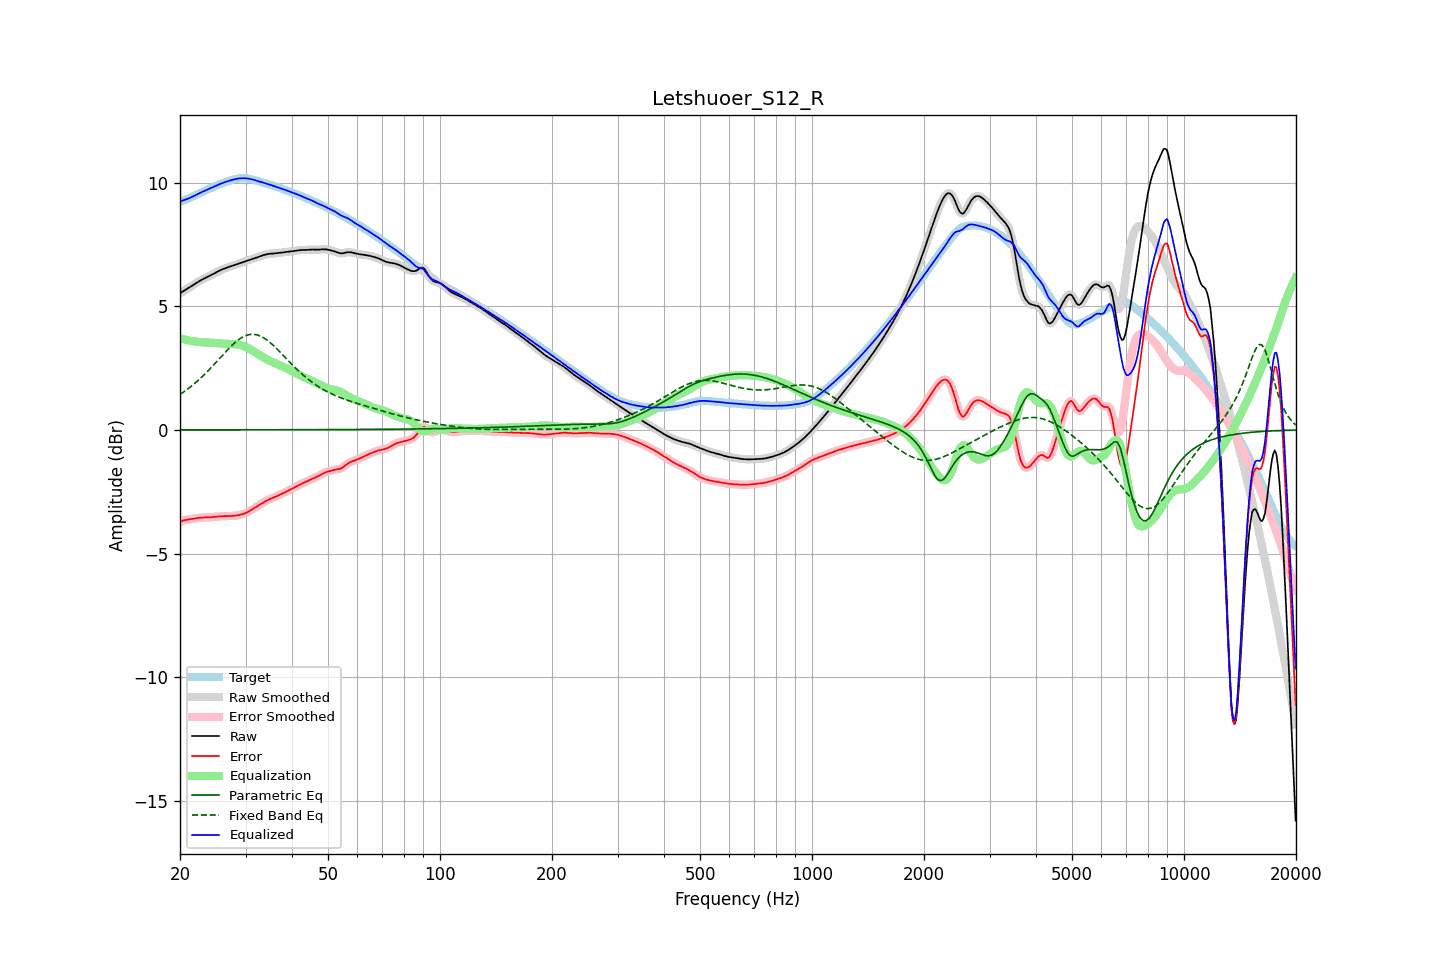 Letshuoer_S12_R
Amplitude (dBr)
10
5
0
−5
−10
−15
Target
Raw Smoothed
Error Smoothed
Raw
Error
Equalization
Parametric Eq
Fixed Band Eq
Equalized
20 50 100 200 500 1000 2000 5000 10000 20000
Frequency (Hz)